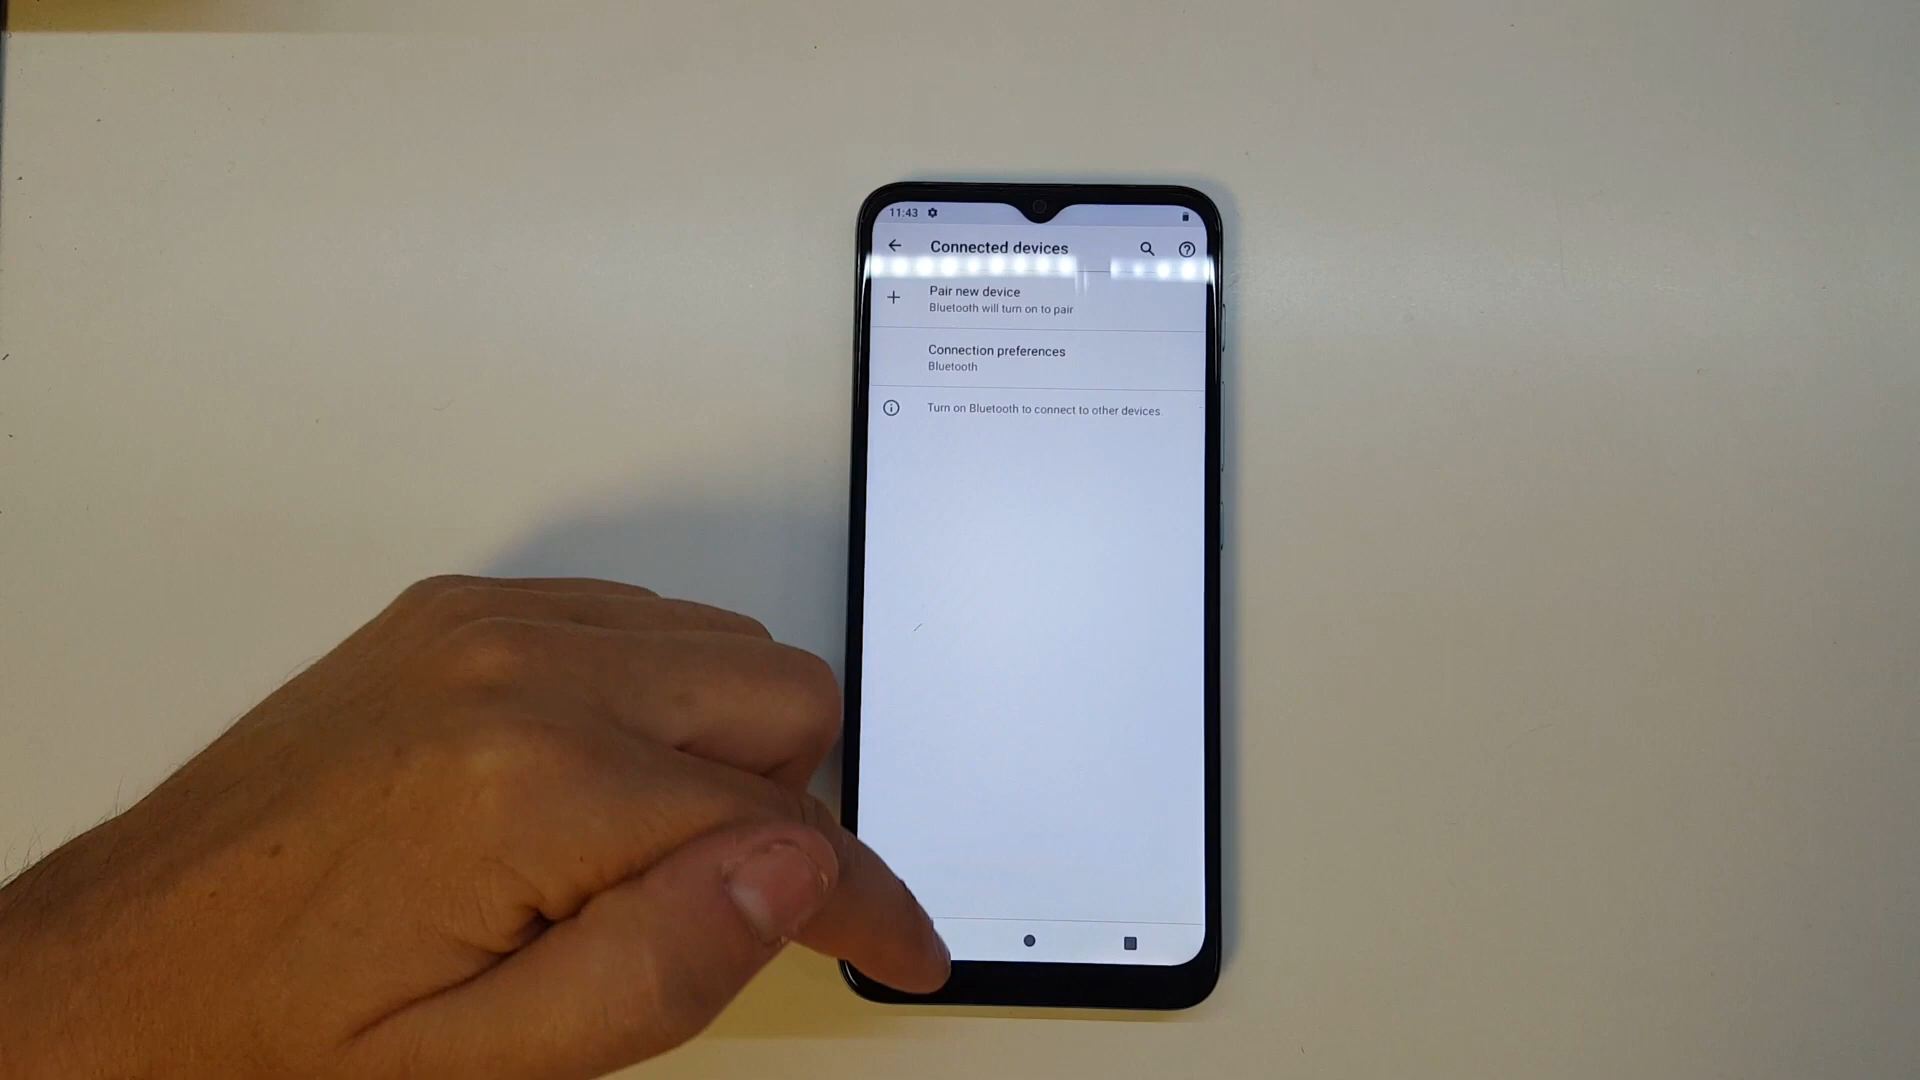 11:43
Connected devices
Pair new device
Bluetooth will turn on to pair
Connection preferences
Bluetooth
Turn on Bluetooth to connect to other devices.